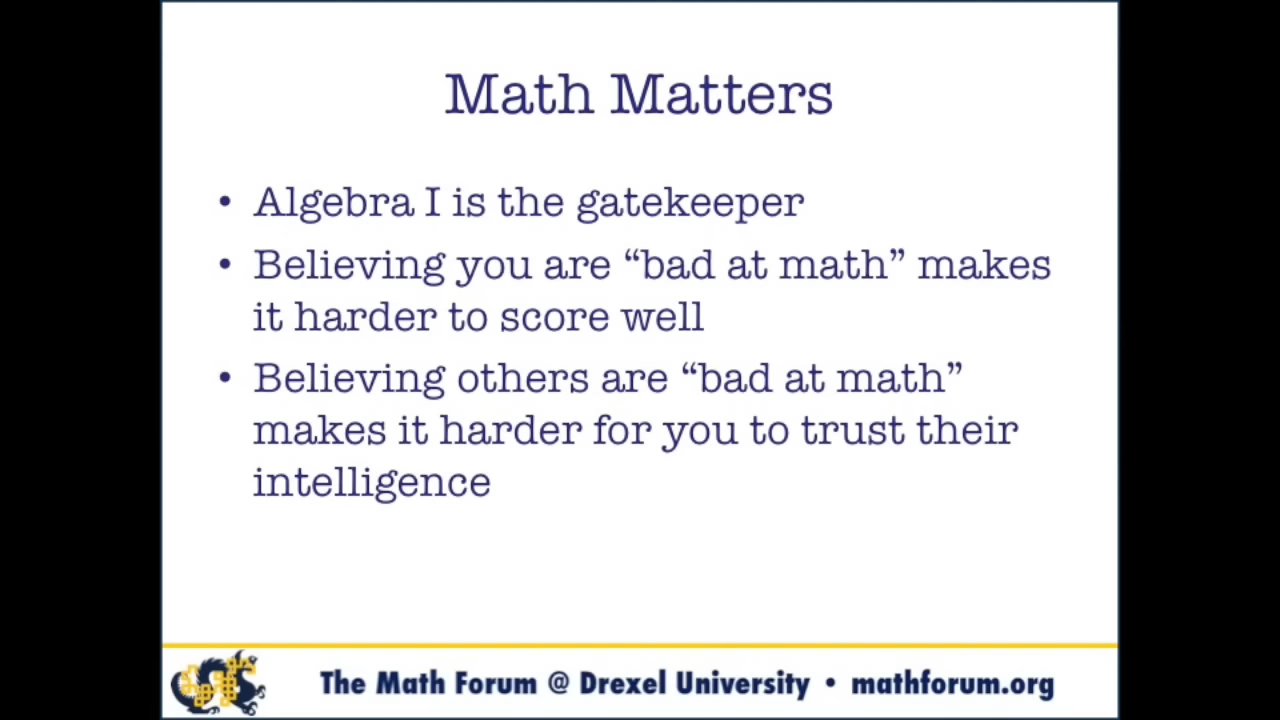 Math Matters
• Algebra I is the gatekeeper
• Believing you are “bad at math” makes
it harder to score well
• Believing others are “bad at math”
makes it harder for you to trust their
intelligence
The Math Forum @ Drexel University • mathforum.org